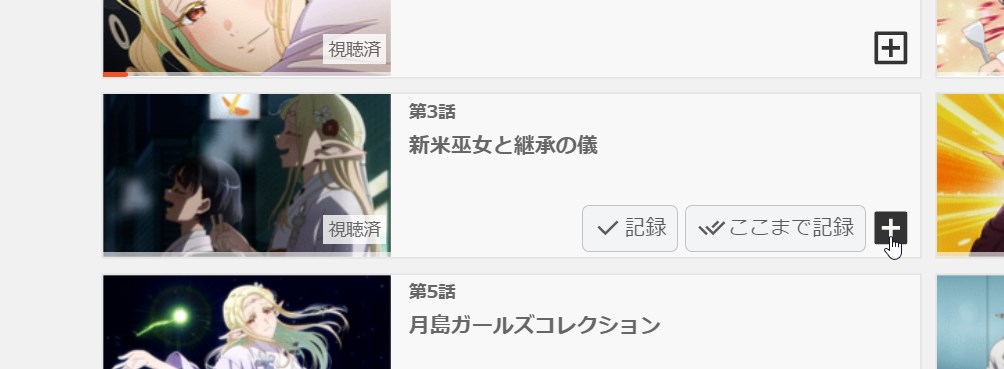 視聴済
第3話
新米巫女と継承の儀
視聴済
記録
ここまで記録
第5話
月島ガールズコレクション